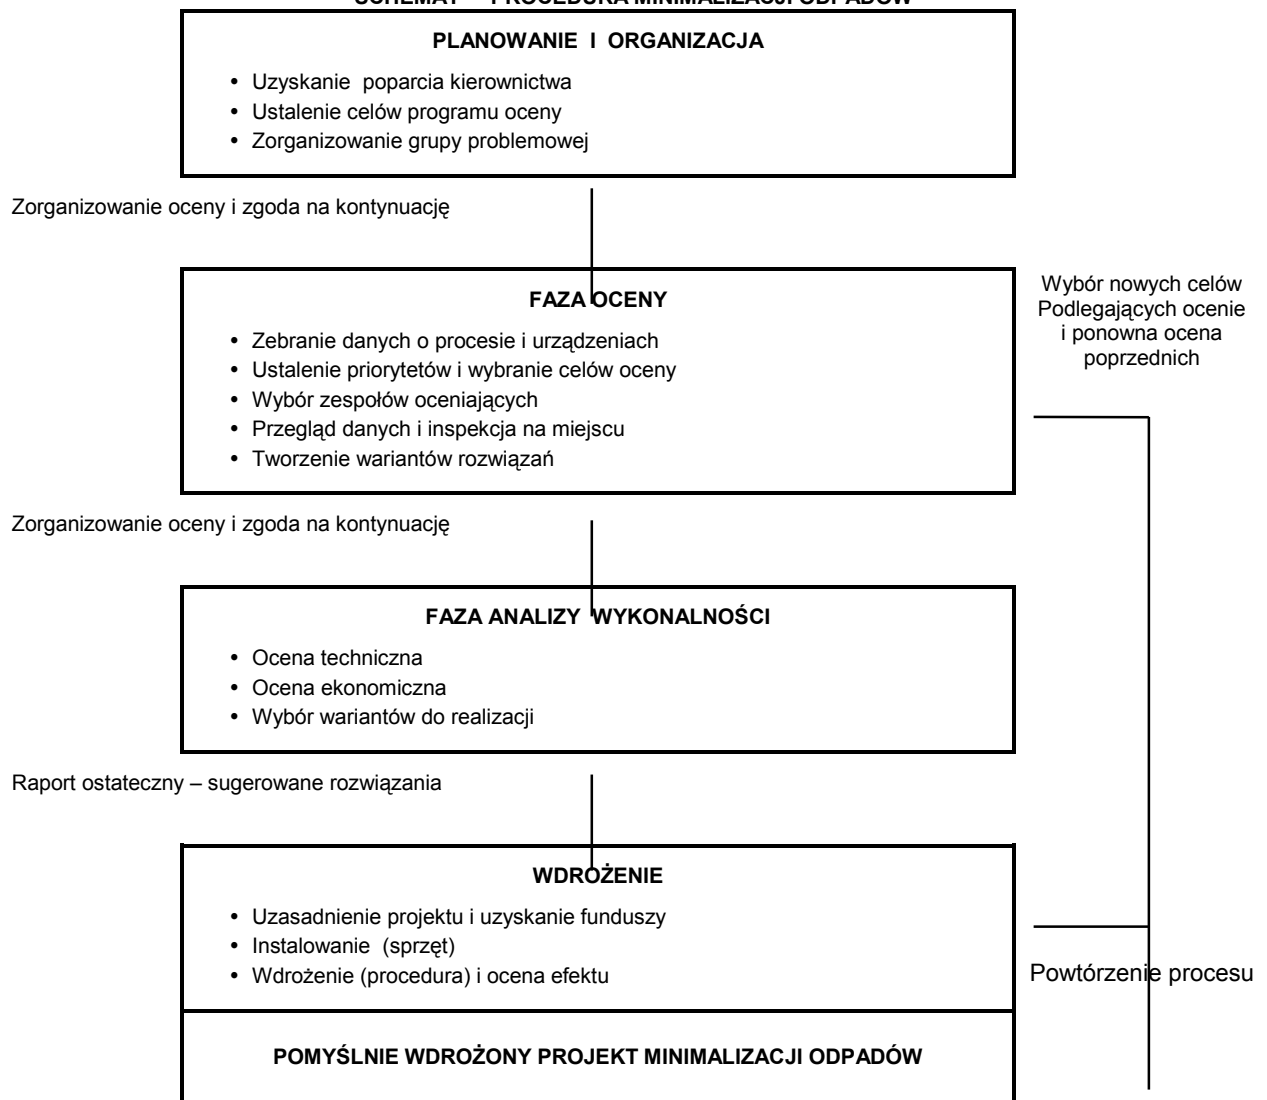 SCHEMAT – PROCEDURA MINIMALIZACJI ODPADÓW
PLANOWANIE I ORGANIZACJA
• Uzyskanie poparcia kierownictwa
• Ustalenie celów programu oceny
• Zorganizowanie grupy problemowej
Zorganizowanie oceny i zgoda na kontynuację
FAZA OCENY
• Zebranie danych o procesie i urządzeniach
• Ustalenie priorytetów i wybranie celów oceny
• Wybór zespołów oceniających
• Przegląd danych i inspekcja na miejscu
• Tworzenie wariantów rozwiązań
Wybór nowych celów
Podlegających ocenie
i ponowna ocena
poprzednich
Zorganizowanie oceny i zgoda na kontynuację
FAZA ANALIZY WYKONALNOŚCI
• Ocena techniczna
• Ocena ekonomiczna
• Wybór wariantów do realizacji
Raport ostateczny – sugerowane rozwiązania
WDROŻENIE
• Uzasadnienie projektu i uzyskanie funduszy
• Instalowanie (sprzęt)
• Wdrożenie (procedura) i ocena efektu
Powtórzenie procesu
POMYŚLNIE WDROŻONY PROJEKT MINIMALIZACJI ODPADÓW